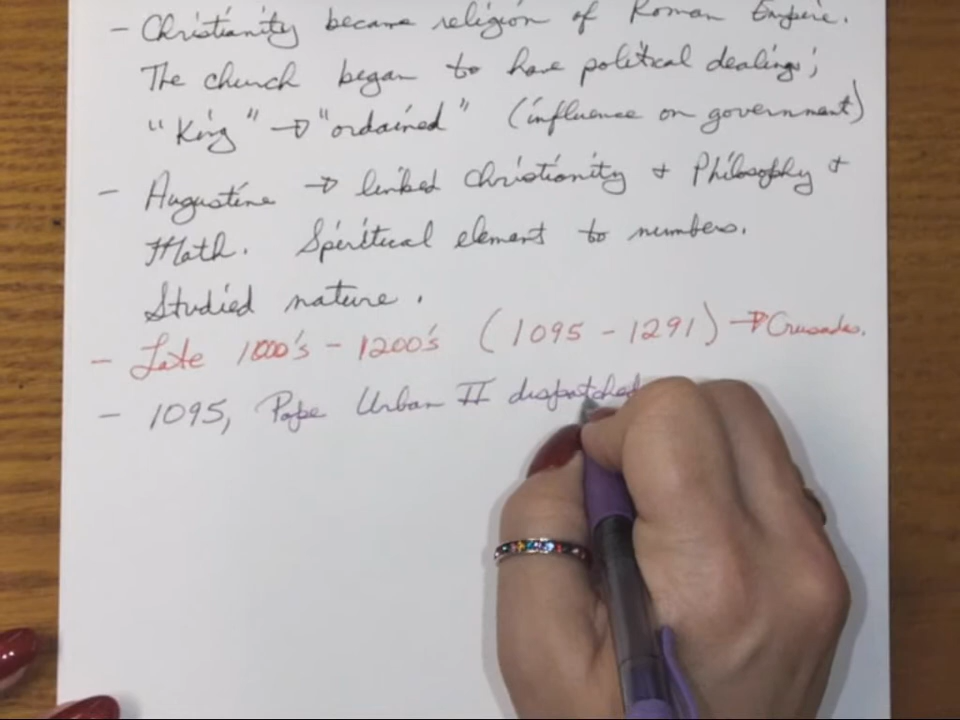 - Christianity became religion of Roman Empire.
The church began to have political dealings;
"King" → "ordained" (influence on government)
- Augustine → linked Christianity + Philosophy +
Math. Spiritual element to numbers.
Studied nature.
- Late 1000's - 1200's (1095 - 1291) → Crusades.
- 1095, Pope Urban II dispatched